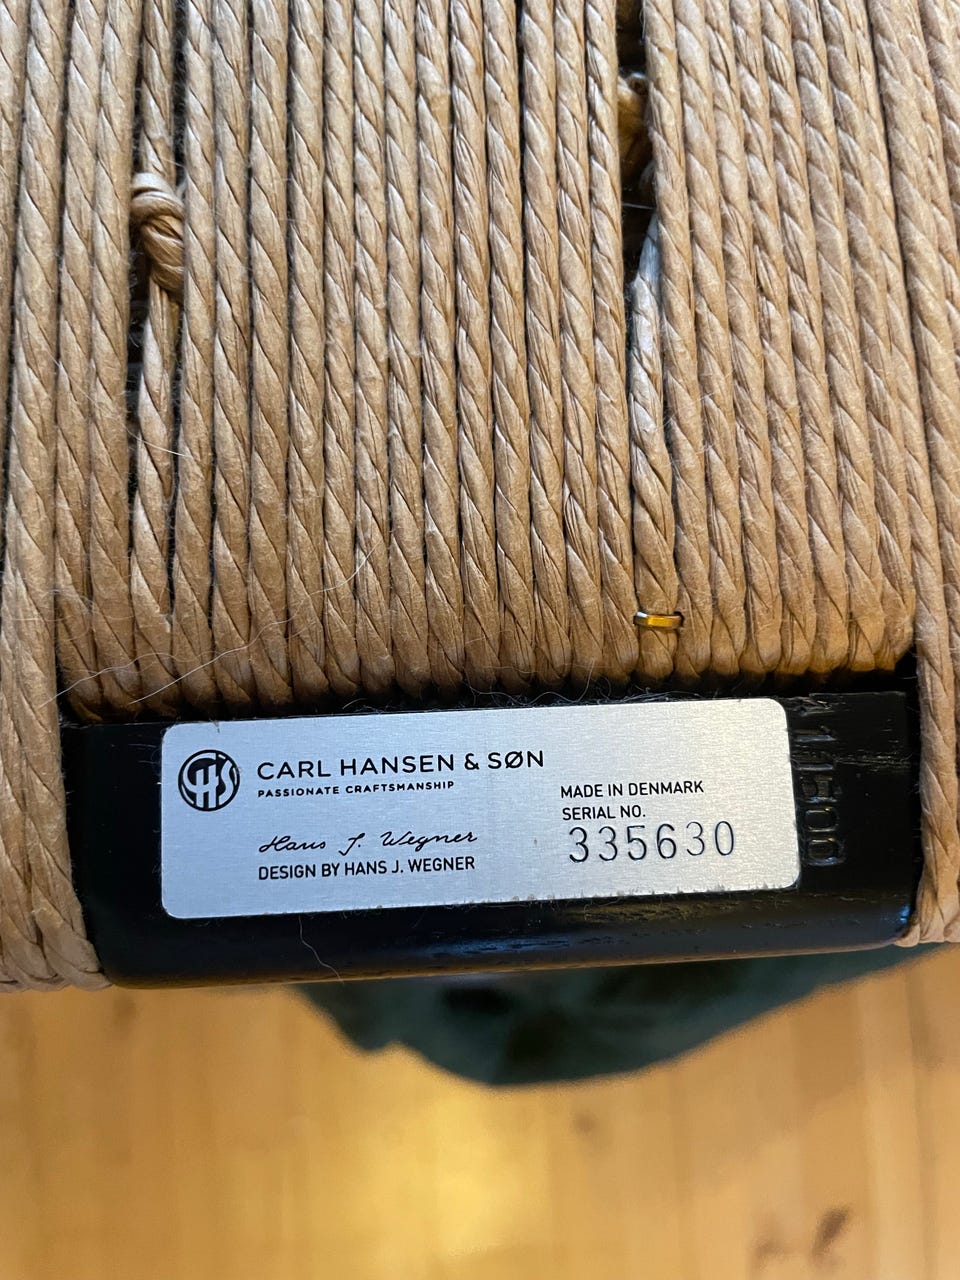 CARL HANSEN & SØN
PASSIONATE CRAFTSMANSHIP
Hans J. Wegner
DESIGN BY HANS J. WEGNER
MADE IN DENMARK
SERIAL NO.
335630